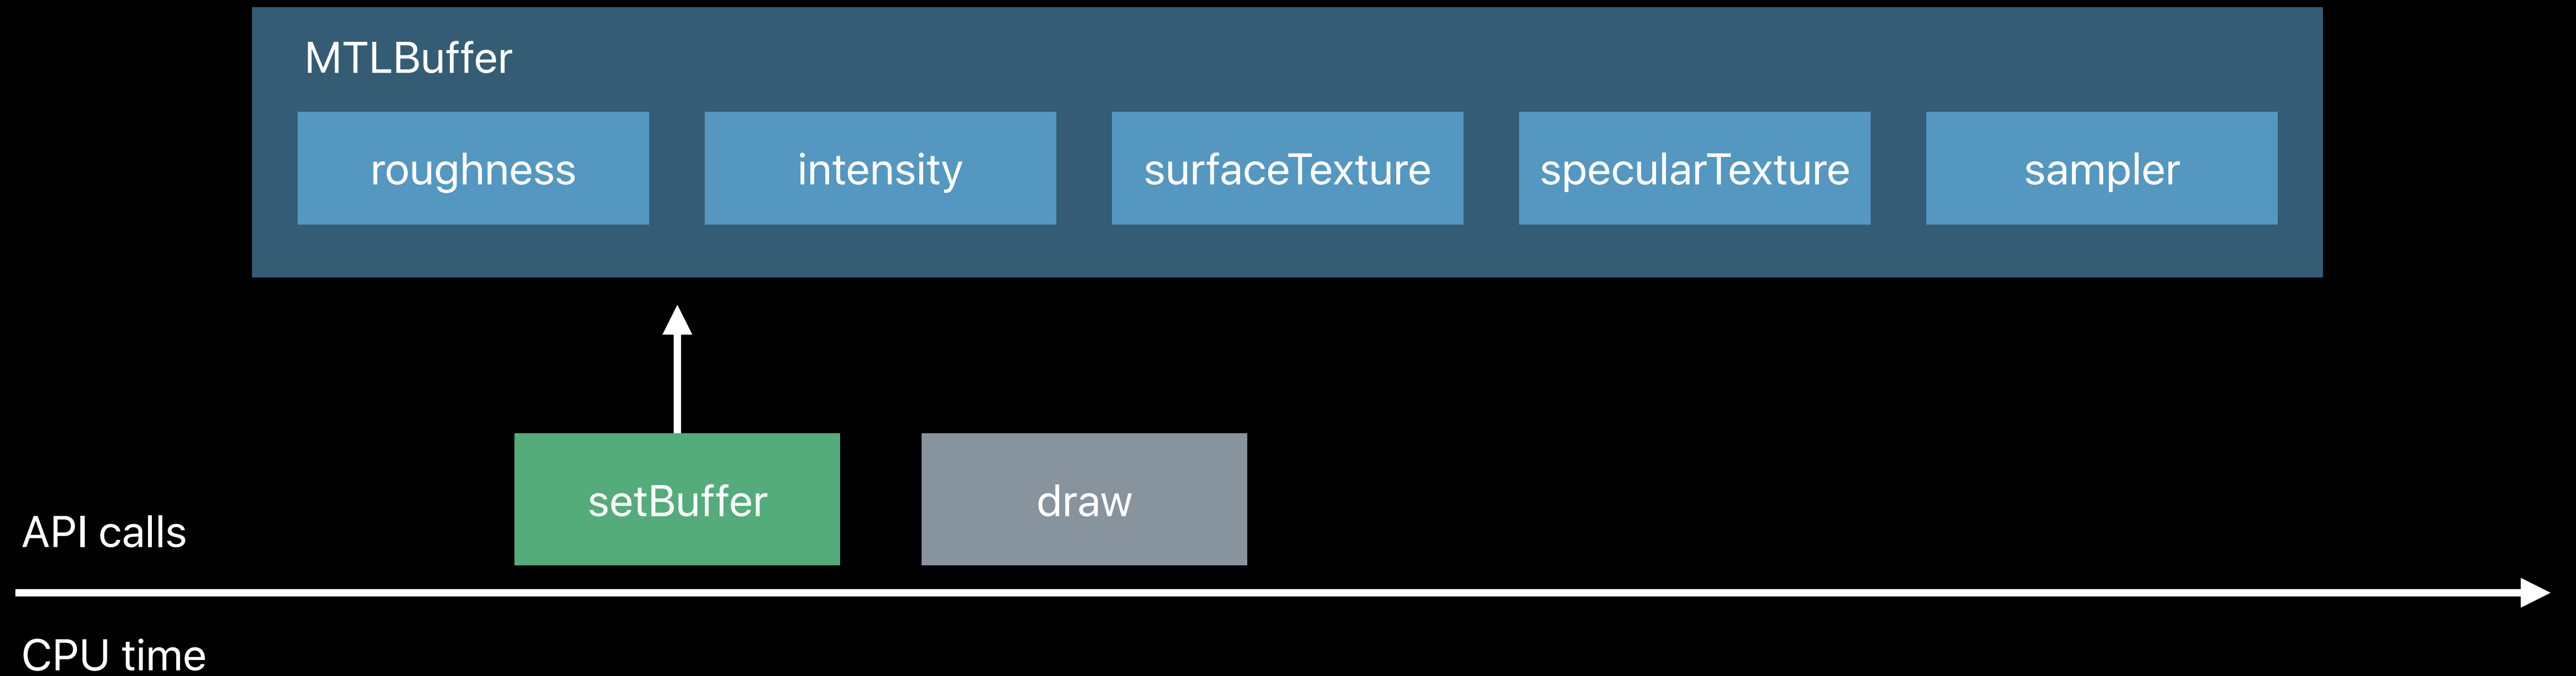 MTLBuffer
roughness
intensity
surfaceTexture
specularTexture
sampler
setBuffer
draw
API calls
CPU time